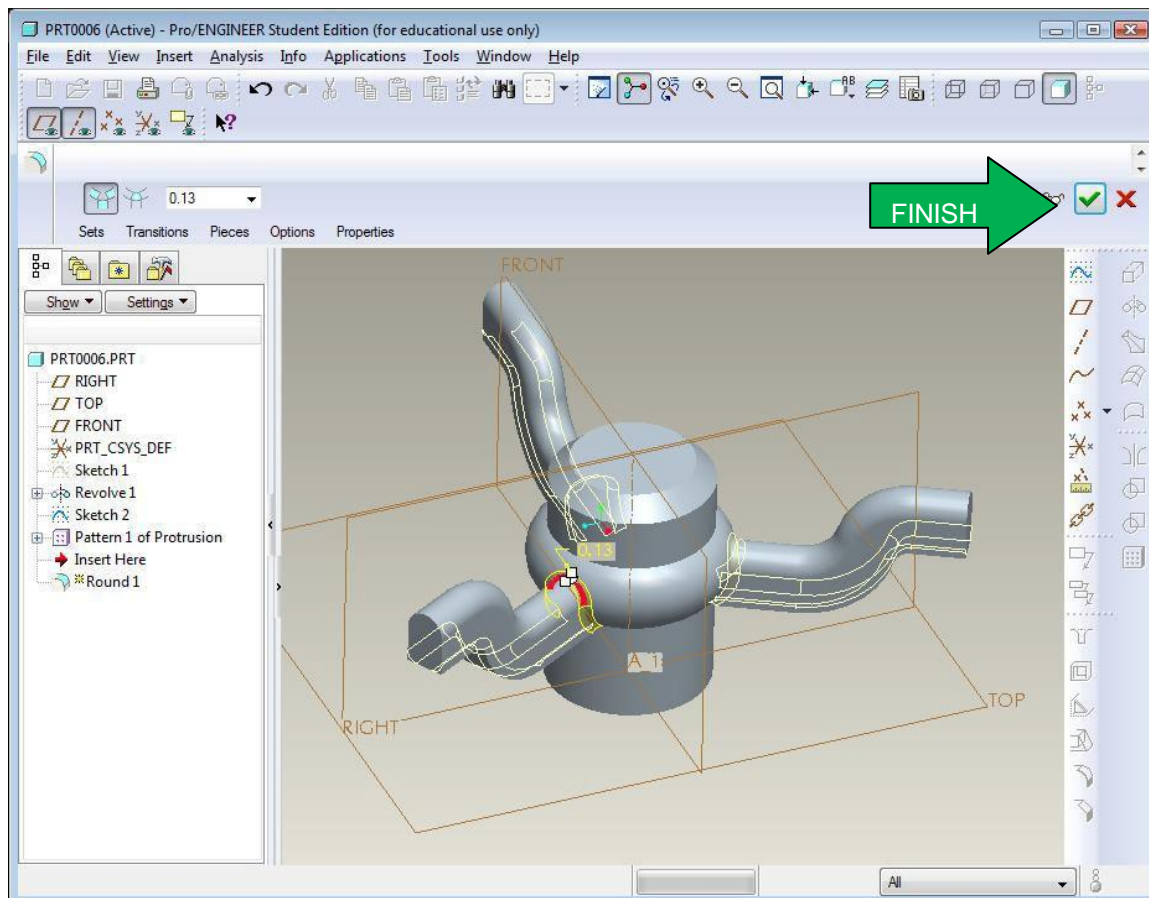 PRT0006 (Active) - Pro/ENGINEER Student Edition (for educational use only)
File Edit View Insert Analysis Info Applications Tools Window Help
0.13
FINISH
Sets Transitions Pieces Options Properties
Show Settings
PRT0006.PRT
RIGHT
TOP
FRONT
PRT_CSYS_DEF
Sketch 1
Revolve 1
Sketch 2
Pattern 1 of Protrusion
Insert Here
Round 1
FRONT
0.13
A_1
RIGHT
TOP
All